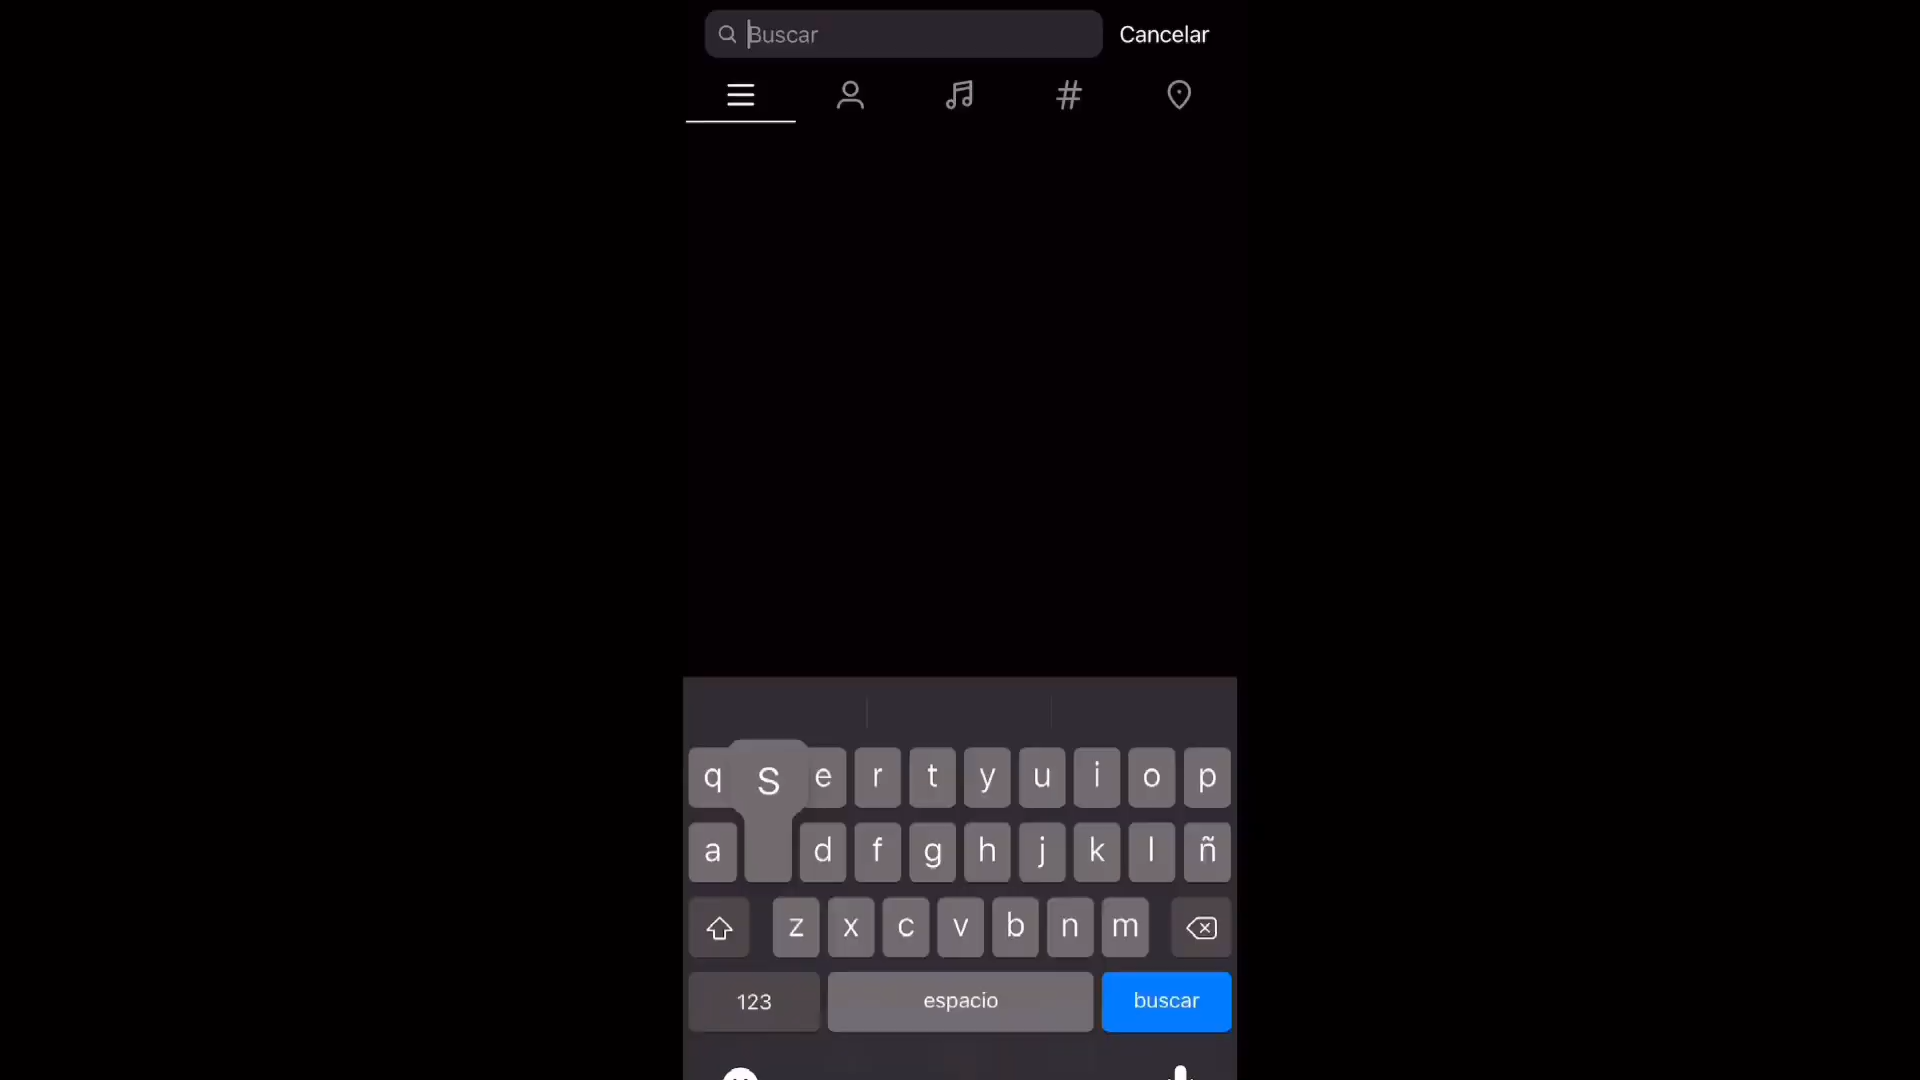 Buscar Cancelar
#
q s e r t y u i o p
a d f g h j k l ñ
z x c v b n m
123 espacio buscar